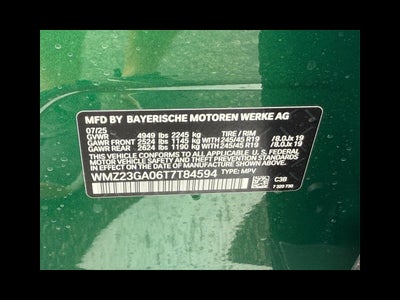 MFD BY BAYERISCHE MOTOREN WERKE AG
07/25
GVWR 4949 lbs 2245 kg TIRE / RIM
GAWR FRONT 2524 lbs 1145 kg WITH 245/45 R19 /8.0Jx 19
GAWR REAR 2624 lbs 1190 kg WITH 245/45 R19 /8.0Jx 19
THIS VEHICLE CONFORMS TO ALL APPLICABLE U.S. FEDERAL
MOTOR VEHICLE SAFETY AND THEFT PREVENTION STANDARDS
IN EFFECT ON THE DATE OF MANUFACTURE SHOWN ABOVE.
WMZ23GA06T7T84594 TYPE: MPV C3B
7 320 730